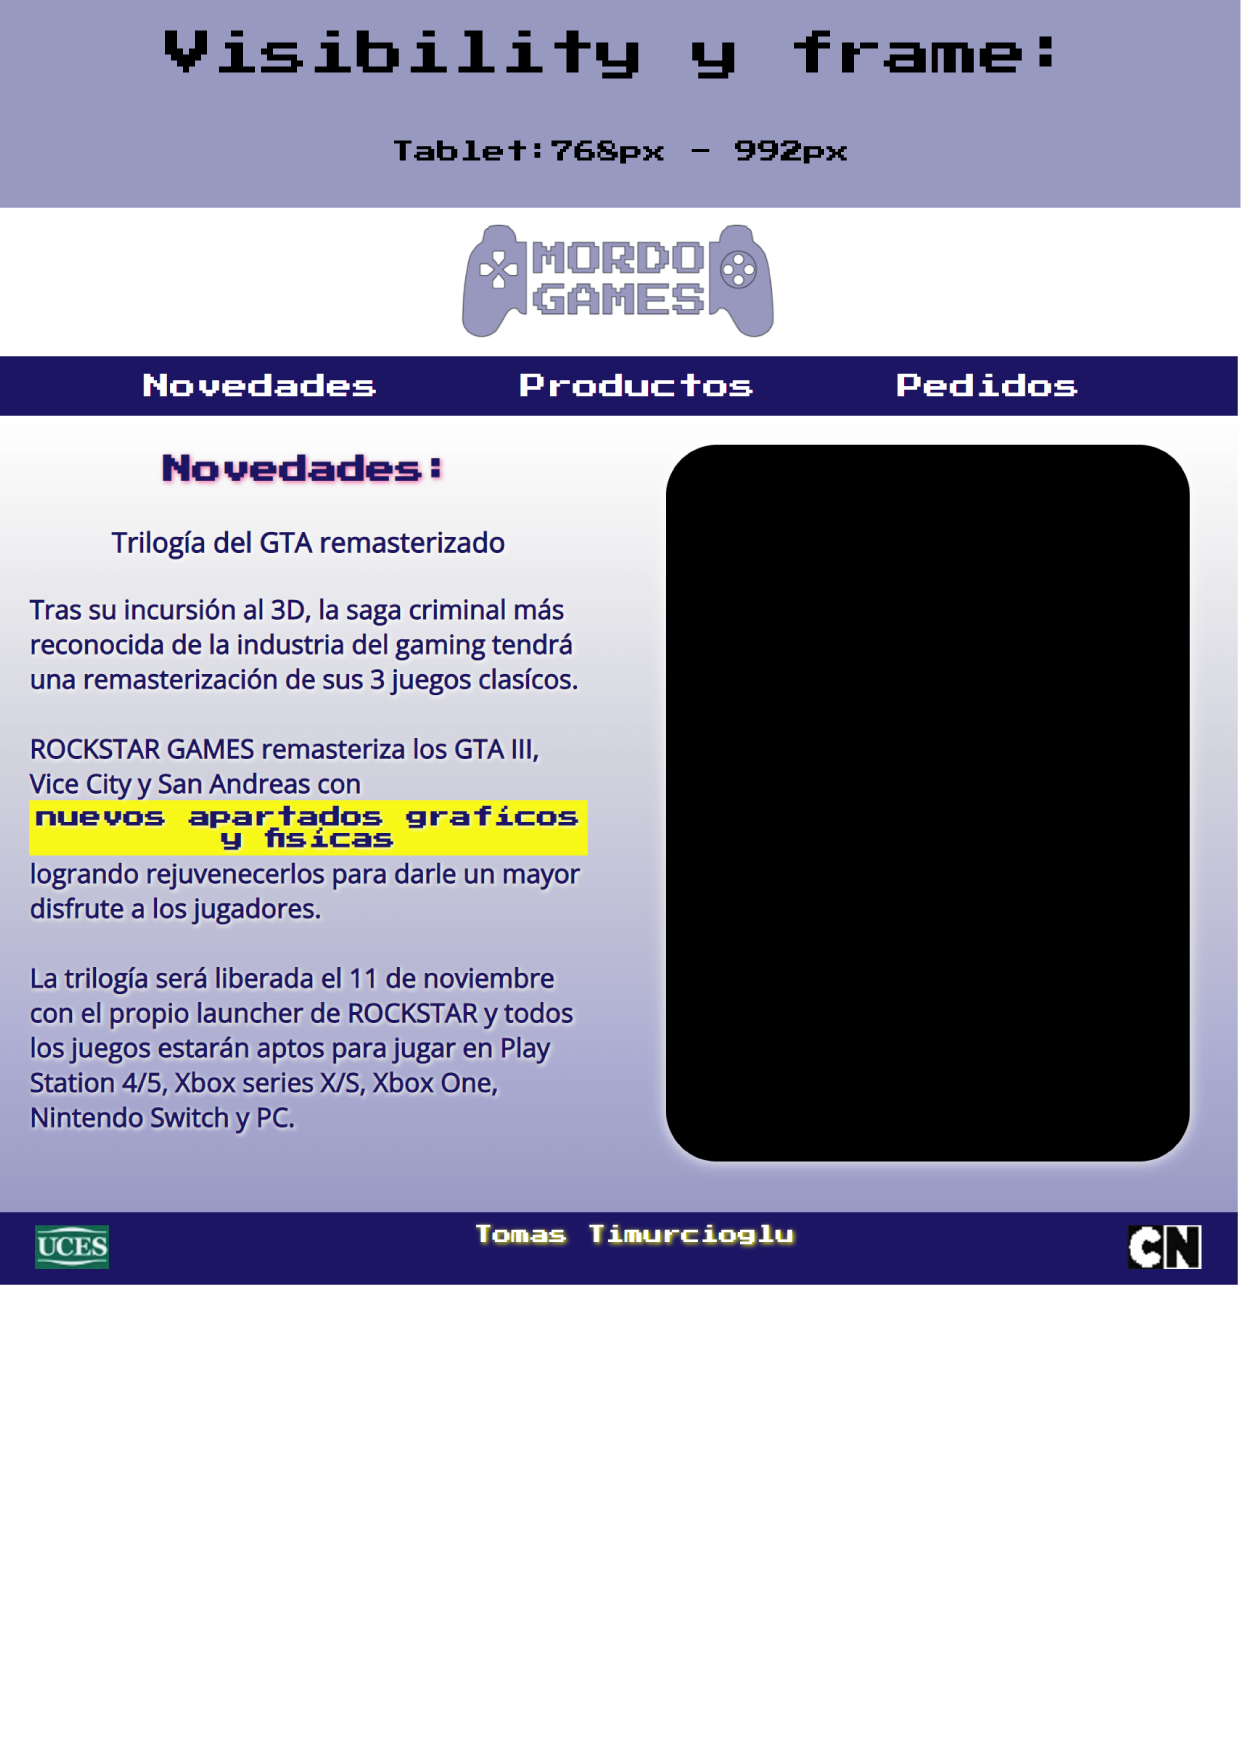 Visibility y frame:
Tablet:768px - 992px
MORDO
GAMES
Novedades Productos Pedidos
Novedades:
Trilogía del GTA remasterizado
Tras su incursión al 3D, la saga criminal más
reconocida de la industria del gaming tendrá
una remasterización de sus 3 juegos clasícos.
ROCKSTAR GAMES remasteriza los GTA III,
Vice City y San Andreas con
nuevos apartados graficos
y fisicas
logrando rejuvenecerlos para darle un mayor
disfrute a los jugadores.
La trilogía será liberada el 11 de noviembre
con el propio launcher de ROCKSTAR y todos
los juegos estarán aptos para jugar en Play
Station 4/5, Xbox series X/S, Xbox One,
Nintendo Switch y PC.
UCES
Tomas Timurcioglu
CN